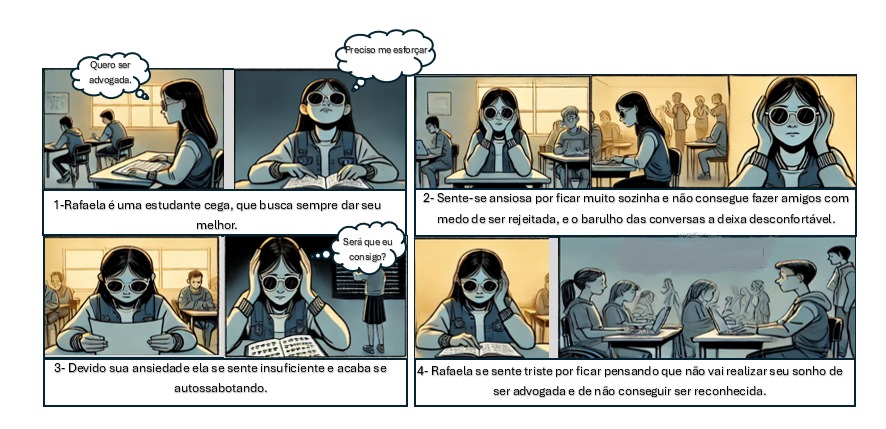 Quero ser
advogada.
Preciso me esforçar
1-Rafaela é uma estudante cega, que busca sempre dar seu
melhor.
2- Sente-se ansiosa por ficar muito sozinha e não consegue fazer amigos com
medo de ser rejeitada, e o barulho das conversas a deixa desconfortável.
Será que eu
consigo?
3- Devido sua ansiedade ela se sente insuficiente e acaba se
autossabotando.
4- Rafaela se sente triste por ficar pensando que não vai realizar seu sonho de
ser advogada e de não conseguir ser reconhecida.